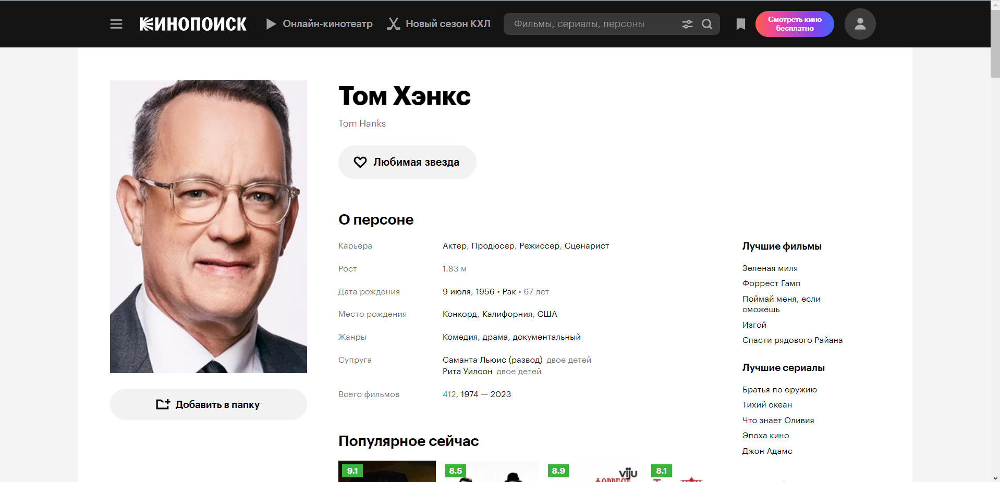 КИНОПОИСК
Онлайн-кинотеатр
Новый сезон КХЛ
Фильмы, сериалы, персоны
Смотреть кино
бесплатно
Том Хэнкс
Tom Hanks
Любимая звезда
О персоне
Карьера Актер, Продюсер, Режиссер, Сценарист
Рост 1.83 м
Дата рождения 9 июля, 1956 • Рак • 67 лет
Место рождения Конкорд, Калифорния, США
Жанры Комедия, драма, документальный
Супруга Саманта Льюис (развод) двое детей
Рита Уилсон двое детей
Всего фильмов 412, 1974 — 2023
Лучшие фильмы
Зеленая миля
Форрест Гамп
Поймай меня, если
сможешь
Изгой
Спасти рядового Райана
Лучшие сериалы
Братья по оружию
Тихий океан
Что знает Оливия
Эпоха кино
Джон Адамс
Добавить в папку
Популярное сейчас
9.1
8.5
8.9
viju
8.1